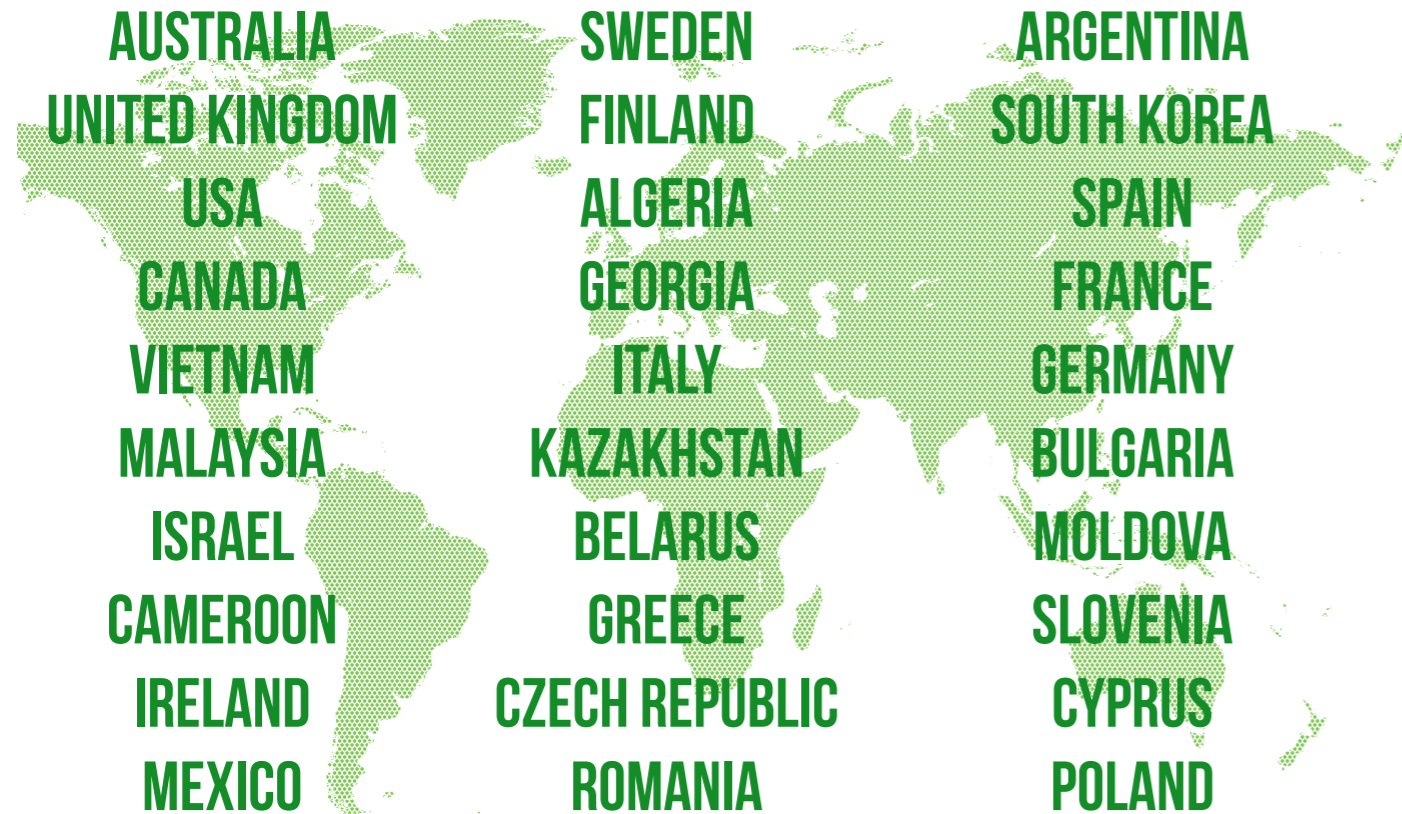 AUSTRALIA
UNITED KINGDOM
USA
CANADA
VIETNAM
MALAYSIA
ISRAEL
CAMEROON
IRELAND
MEXICO
SWEDEN
FINLAND
ALGERIA
GEORGIA
ITALY
KAZAKHSTAN
BELARUS
GREECE
CZECH REPUBLIC
ROMANIA
ARGENTINA
SOUTH KOREA
SPAIN
FRANCE
GERMANY
BULGARIA
MOLDOVA
SLOVENIA
CYPRUS
POLAND